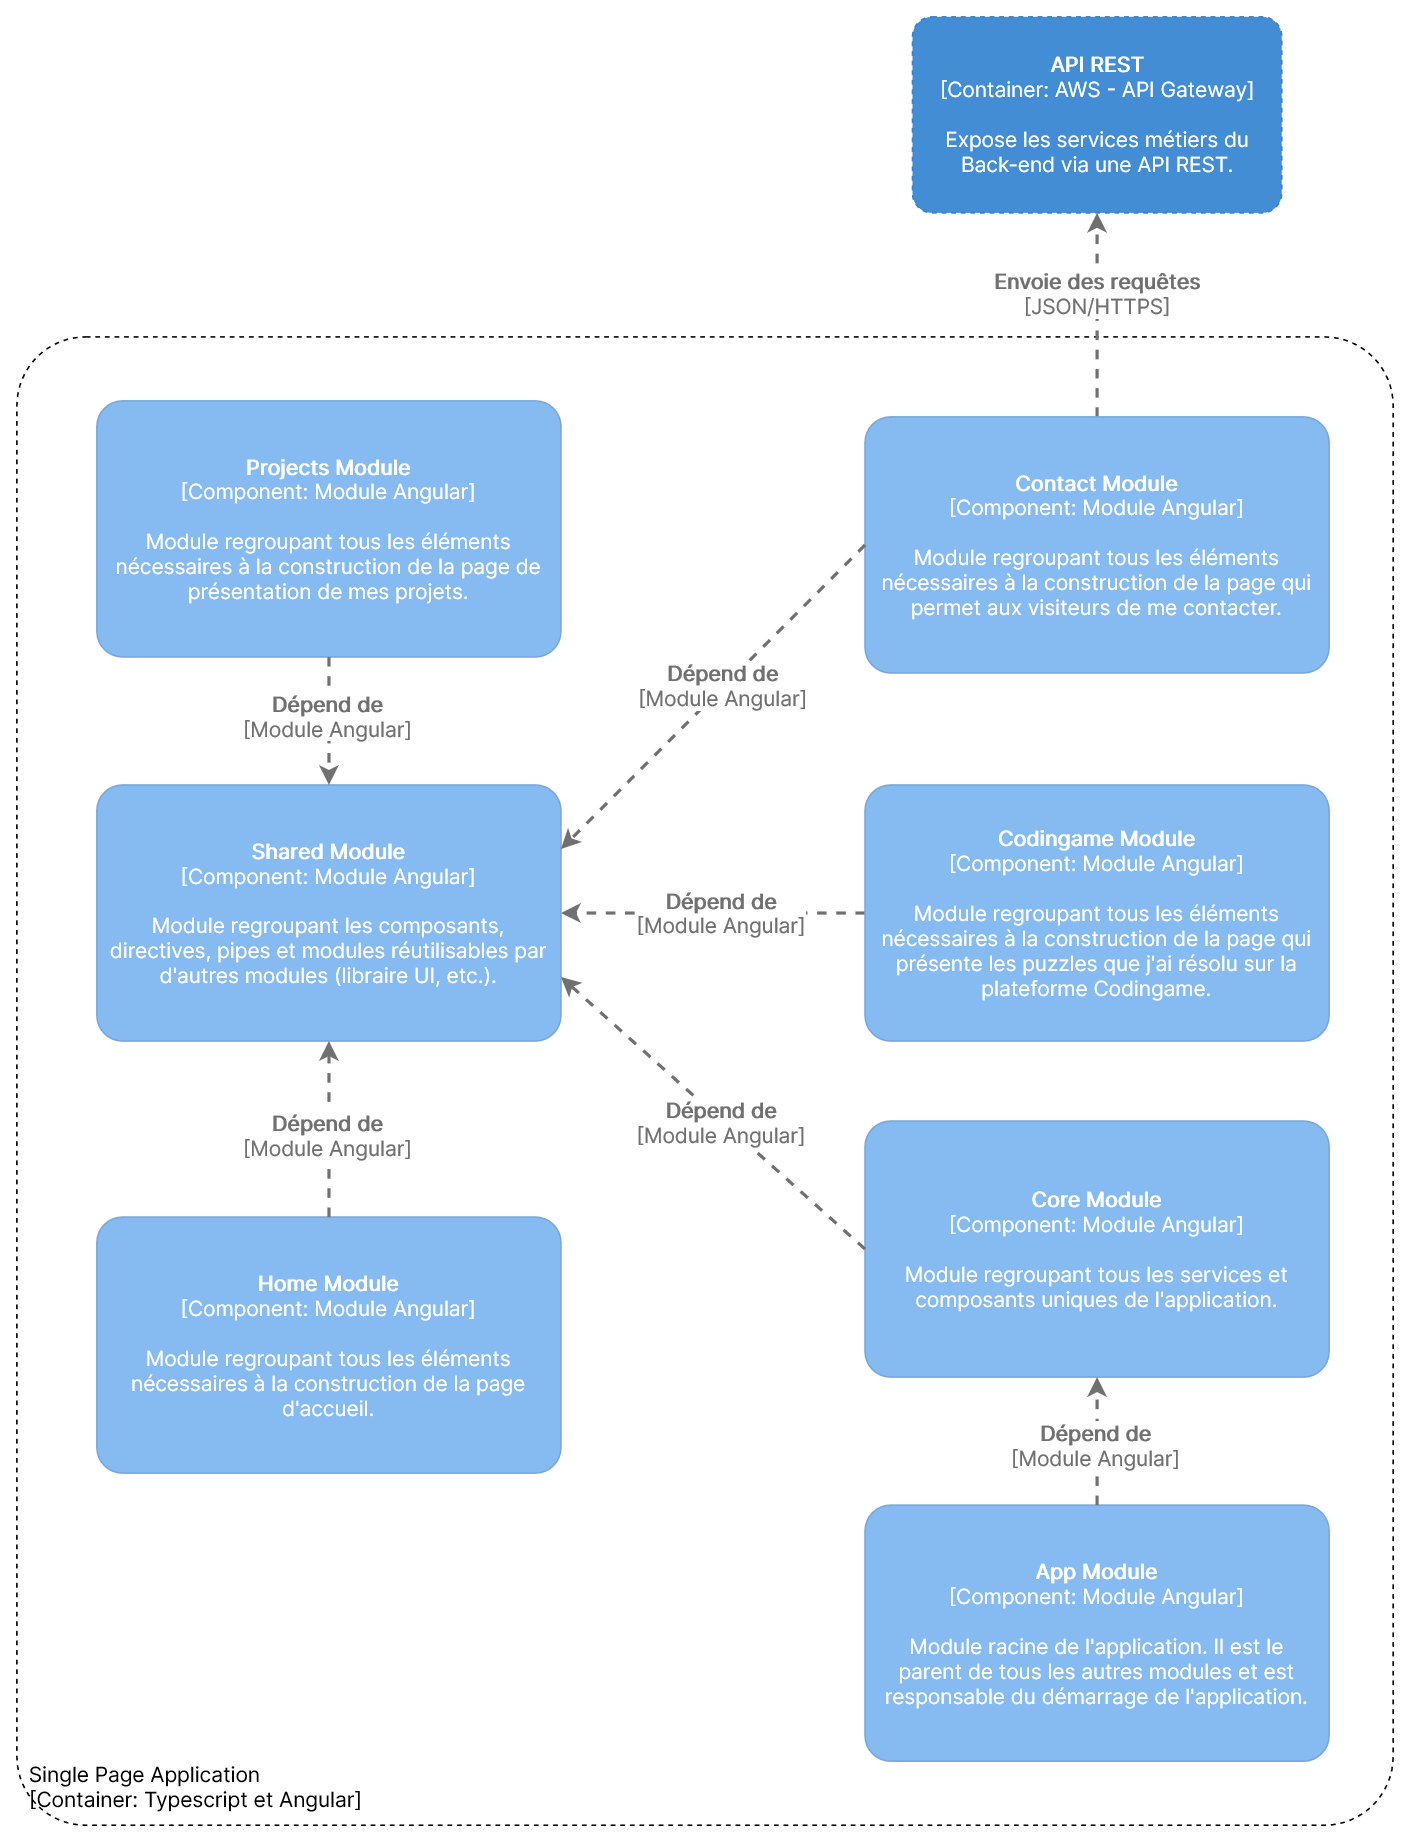 API REST
[Container: AWS - API Gateway]
Expose les services métiers du
Back-end via une API REST.
Envoie des requêtes
[JSON/HTTPS]
Projects Module
[Component: Module Angular]
Module regroupant tous les éléments
nécessaires à la construction de la page de
présentation de mes projets.
Contact Module
[Component: Module Angular]
Module regroupant tous les éléments
nécessaires à la construction de la page qui
permet aux visiteurs de me contacter.
Dépend de
[Module Angular]
Dépend de
[Module Angular]
Shared Module
[Component: Module Angular]
Module regroupant les composants,
directives, pipes et modules réutilisables par
d'autres modules (libraire UI, etc.).
Dépend de
[Module Angular]
Codingame Module
[Component: Module Angular]
Module regroupant tous les éléments
nécessaires à la construction de la page qui
présente les puzzles que j'ai résolu sur la
plateforme Codingame.
Dépend de
[Module Angular]
Dépend de
[Module Angular]
Home Module
[Component: Module Angular]
Module regroupant tous les éléments
nécessaires à la construction de la page
d'accueil.
Core Module
[Component: Module Angular]
Module regroupant tous les services et
composants uniques de l'application.
Dépend de
[Module Angular]
App Module
[Component: Module Angular]
Module racine de l'application. Il est le
parent de tous les autres modules et est
responsable du démarrage de l'application.
Single Page Application
[Container: Typescript et Angular]